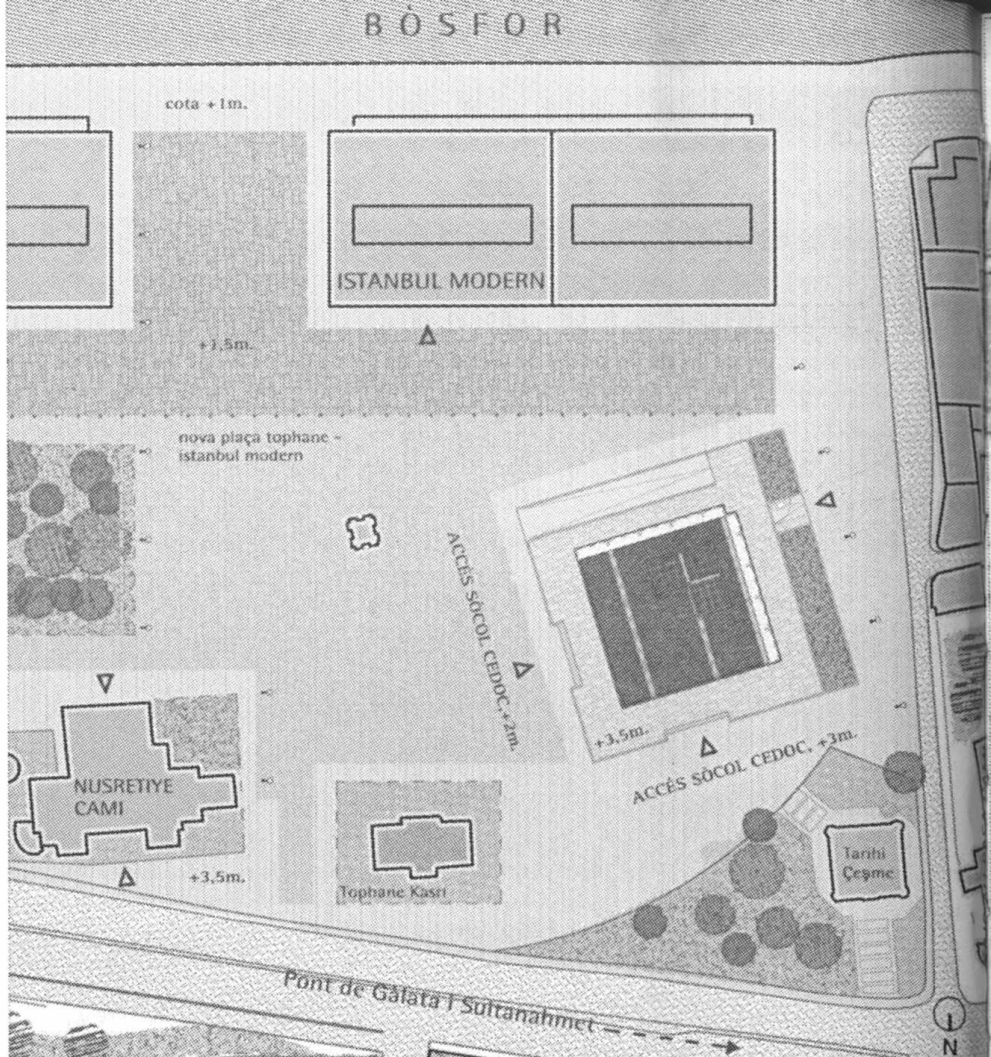 BÒSFOR
cota +1m.
ISTANBUL MODERN
+1,5m.
nova plaça tophane -
istanbul modern
ACCÉS SÒCOL CEDOC,+2m.
+3,5m.
ACCÉS SÒCOL CEDOC, +3m.
NUSRETIYE
CAMI
+3,5m.
Tophane Kasri
Tarihi
Çeşme
Pont de Gàlata i Sultanahmet
N